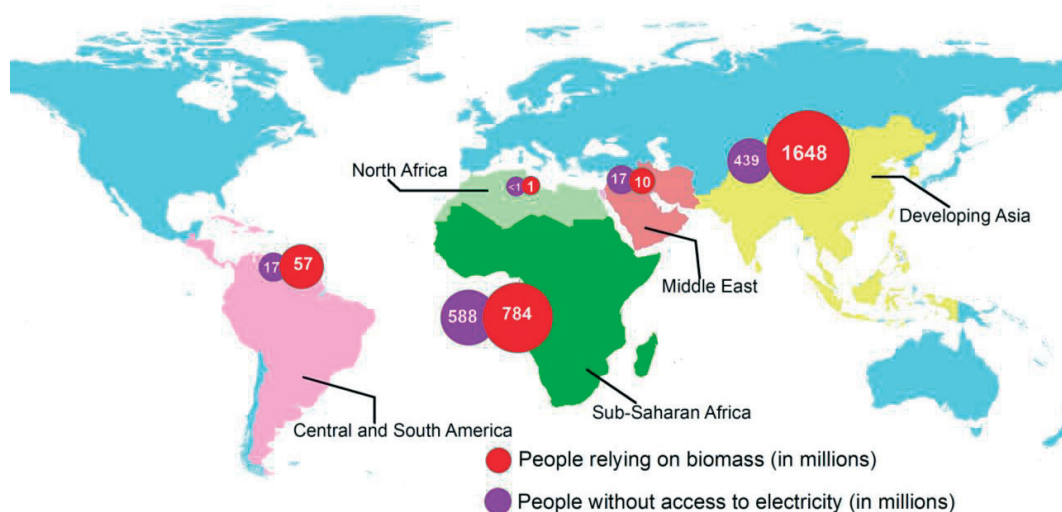 439
1648
North Africa
<1
1
17
10
Developing Asia
Middle East
17
57
588
784
Sub-Saharan Africa
Central and South America
People relying on biomass (in millions)
People without access to electricity (in millions)